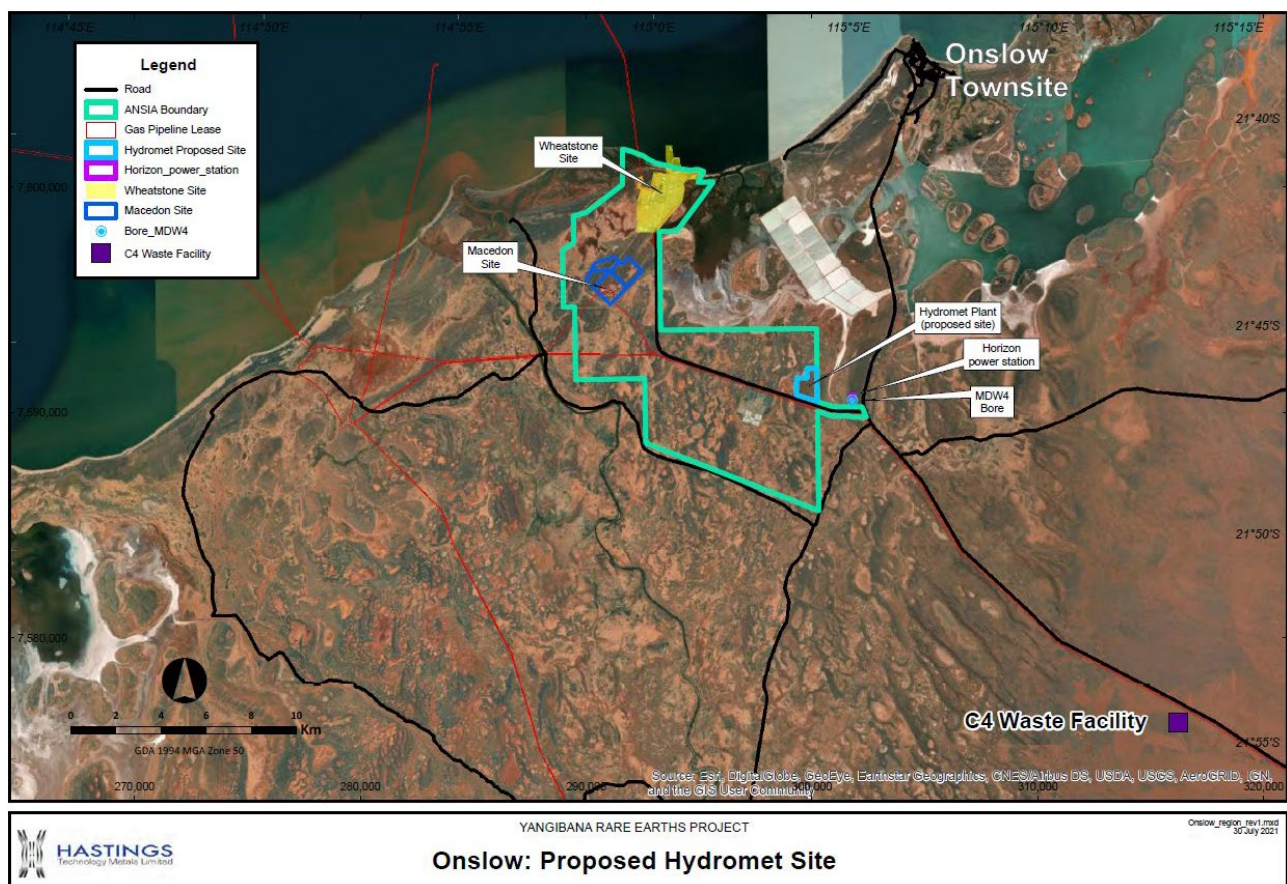 114°45'E 114°50'E 114°55'E 115°0'E 115°5'E 115°10'E 115°15'E
Legend
Road
ANSIA Boundary
Gas Pipeline Lease
Hydromet Proposed Site
Horizon_power_station
Wheatstone Site
Macedon Site
Bore_MDW4
C4 Waste Facility
Onslow
Townsite
21°40'S
Wheatstone
Site
7,600,000
Macedon
Site
Hydromet Plant
(proposed site)
21°45'S
Horizon
power station
MDW4
Bore
7,590,000
21°50'S
7,580,000
0 2 4 6 8 10
Km
GDA 1994 MGA Zone 50
C4 Waste Facility
21°55'S
Source: Esri, DigitalGlobe, GeoEye, Earthstar Geographics, CNES/Airbus DS, USDA, USGS, AeroGRID, IGN,
and the GIS User Community
270,000 280,000 290,000 300,000 310,000 320,000
HASTINGS
Technology Metals Limited
YANGIBANA RARE EARTHS PROJECT
Onslow: Proposed Hydromet Site
Onslow_region_rev1.mxd
30 July 2021